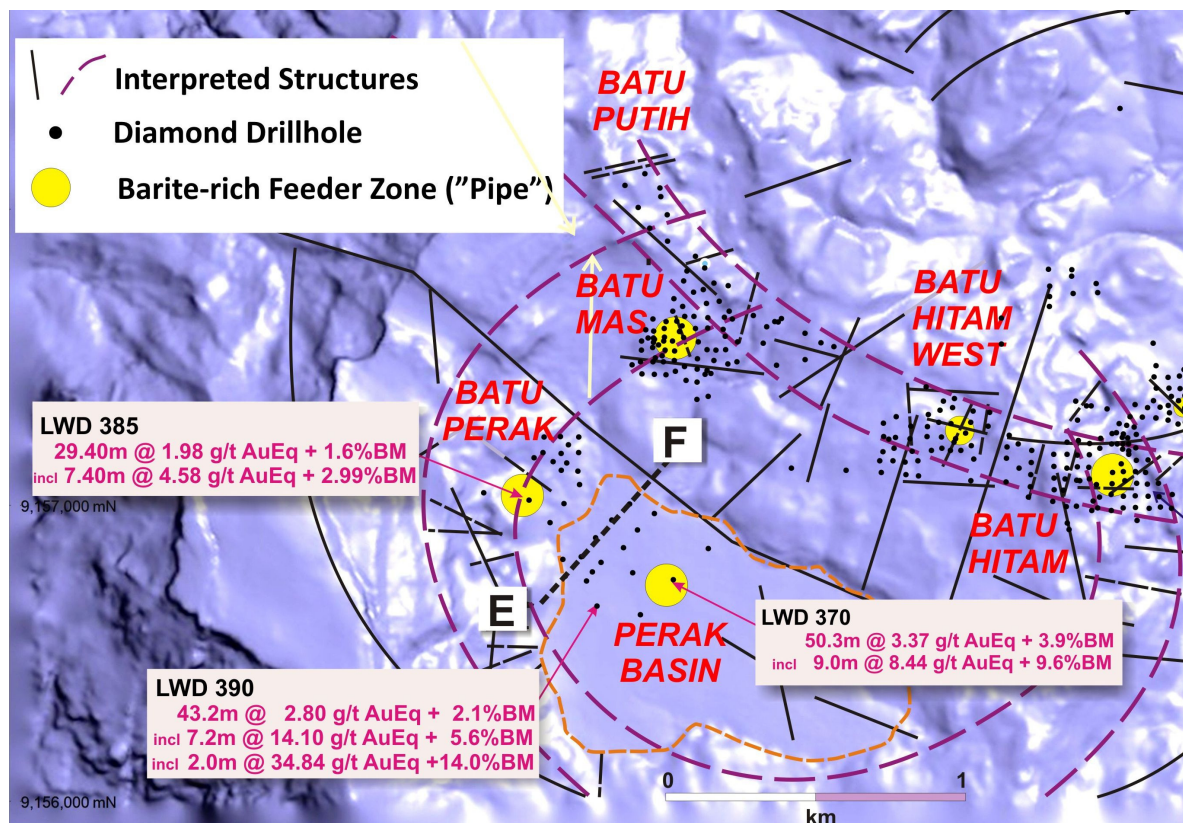 Interpreted Structures
Diamond Drillhole
Barite-rich Feeder Zone (”Pipe”)
BATU
PUTIH
BATU
MAS
BATU
HITAM
WEST
BATU
PERAK
LWD 385
29.40m @ 1.98 g/t AuEq + 1.6%BM
incl 7.40m @ 4.58 g/t AuEq + 2.99%BM
F
9,157,000 mN
BATU
HITAM
E
PERAK
BASIN
LWD 370
50.3m @ 3.37 g/t AuEq + 3.9%BM
incl 9.0m @ 8.44 g/t AuEq + 9.6%BM
LWD 390
43.2m @ 2.80 g/t AuEq + 2.1%BM
incl 7.2m @ 14.10 g/t AuEq + 5.6%BM
incl 2.0m @ 34.84 g/t AuEq +14.0%BM
0 1
km
9,156,000 mN